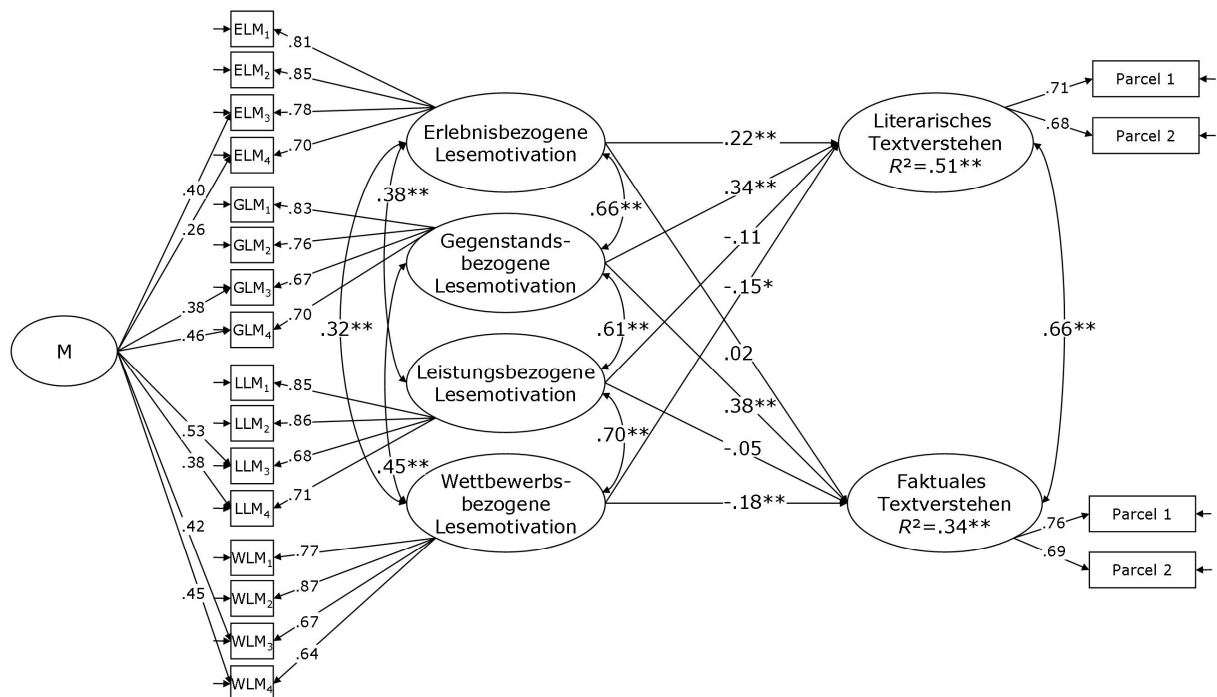 ELM₁
ELM₂
ELM₃
ELM₄
GLM₁
GLM₂
GLM₃
GLM₄
LLM₁
LLM₂
LLM₃
LLM₄
WLM₁
WLM₂
WLM₃
WLM₄
M
.40
.26
.38
.46
.53
.38
.42
.45
.81
.85
.78
.70
.83
.76
.67
.70
.85
.86
.68
.71
.77
.87
.67
.64
Erlebnisbezogene
Lesemotivation
Gegenstands-
bezogene
Lesemotivation
Leistungsbezogene
Lesemotivation
Wettbewerbs-
bezogene
Lesemotivation
.38**
.32**
.45**
.66**
.61**
.70**
.22**
.34**
-.11
-.15*
.02
.38**
-.05
-.18**
Literarisches
Textverstehen
R²=.51**
Faktuales
Textverstehen
R²=.34**
.66**
.71
.68
Parcel 1
Parcel 2
.76
.69
Parcel 1
Parcel 2